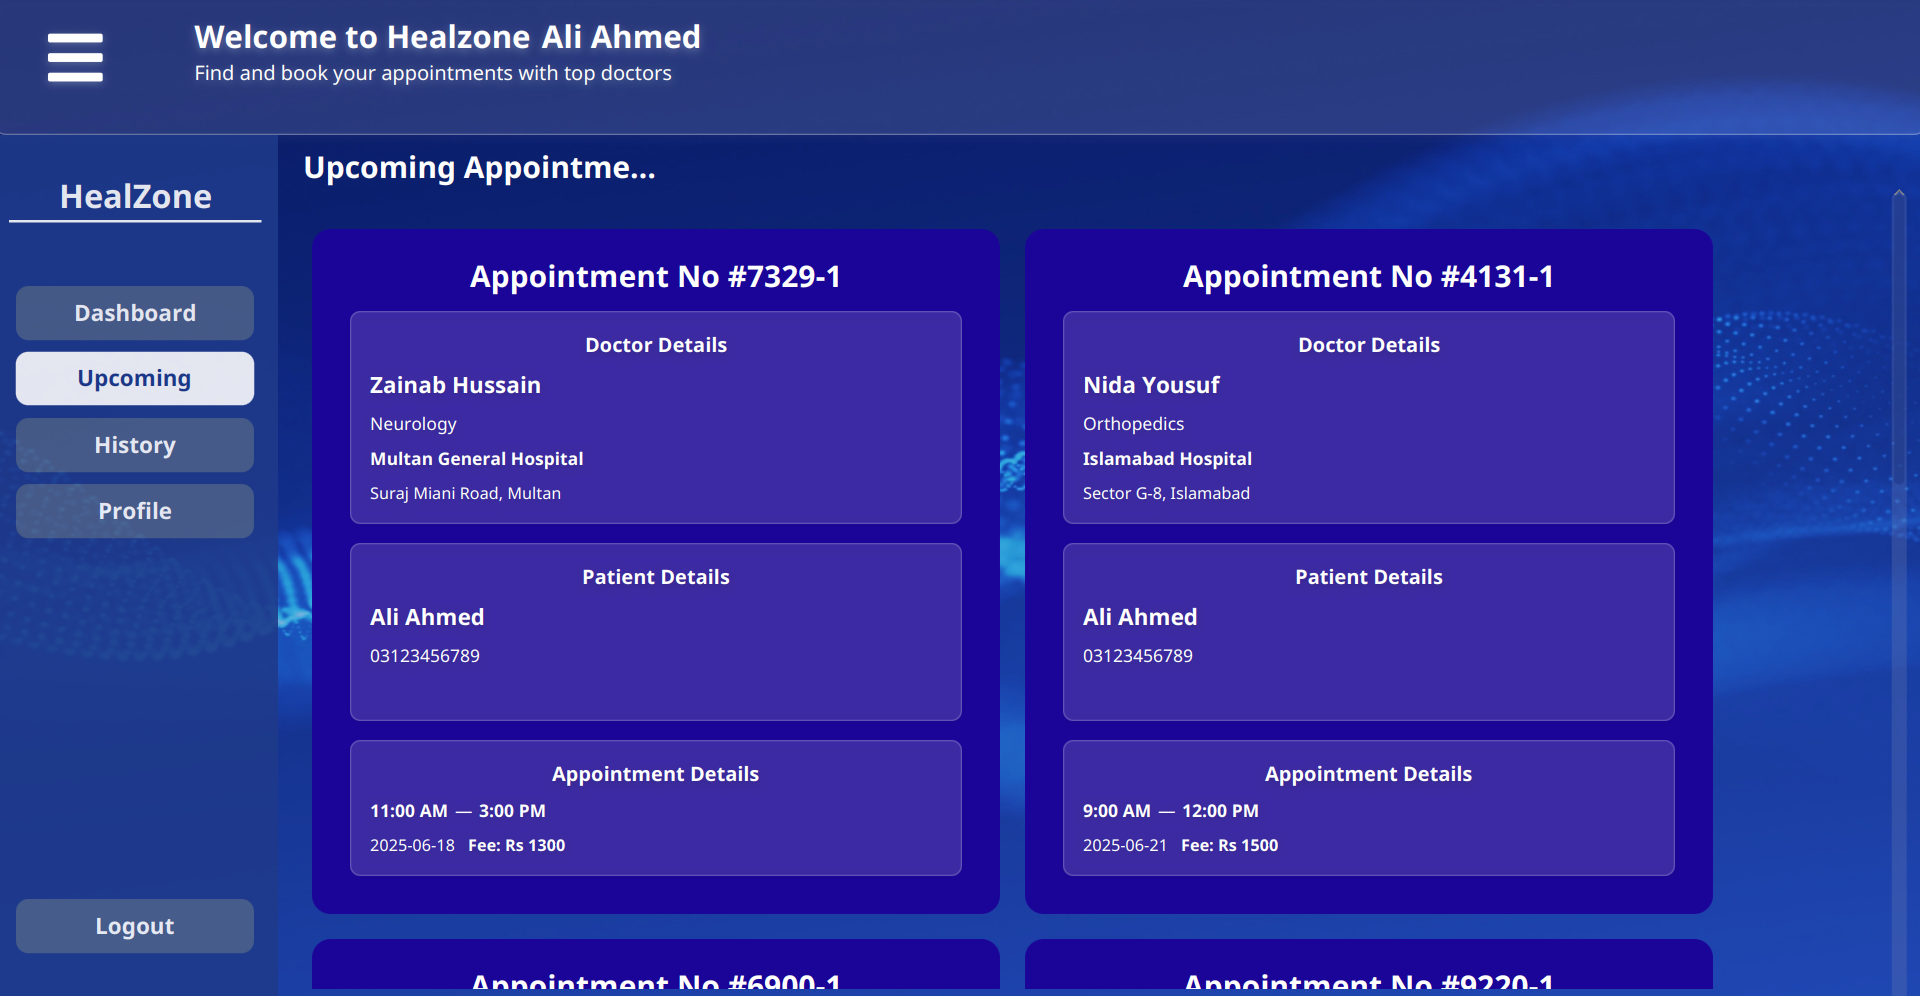 Welcome to Healzone Ali Ahmed
Find and book your appointments with top doctors
HealZone
Dashboard
Upcoming
History
Profile
Logout
Upcoming Appointme...
Appointment No #7329-1
Doctor Details
Zainab Hussain
Neurology
Multan General Hospital
Suraj Miani Road, Multan
Patient Details
Ali Ahmed
03123456789
Appointment Details
11:00 AM — 3:00 PM
2025-06-18 Fee: Rs 1300
Appointment No #4131-1
Doctor Details
Nida Yousuf
Orthopedics
Islamabad Hospital
Sector G-8, Islamabad
Patient Details
Ali Ahmed
03123456789
Appointment Details
9:00 AM — 12:00 PM
2025-06-21 Fee: Rs 1500
Appointment No #6900-1
Appointment No #9220-1